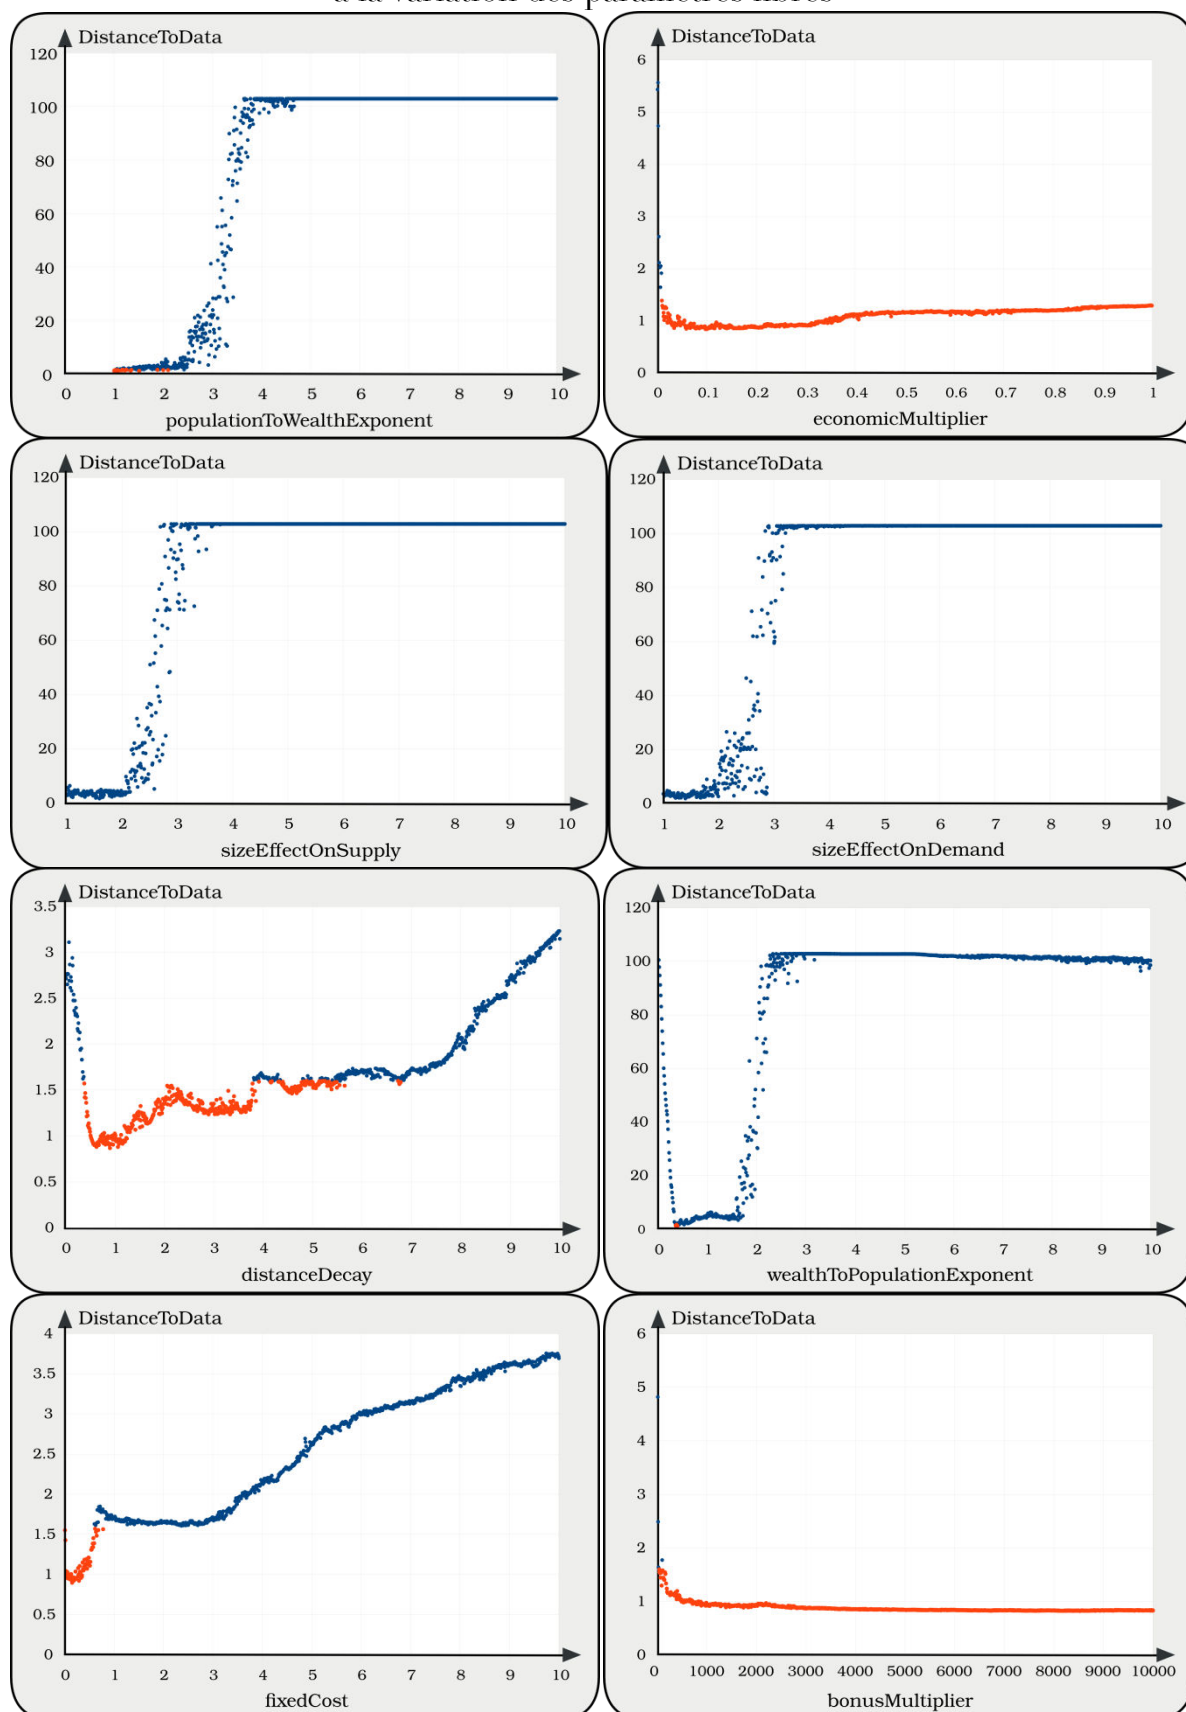 à la variation des paramètres libres
DistanceToData
120
100
80
60
40
20
0
0 1 2 3 4 5 6 7 8 9 10
populationToWealthExponent
DistanceToData
6
5
4
3
2
1
0
0 0.1 0.2 0.3 0.4 0.5 0.6 0.7 0.8 0.9 1
economicMultiplier
DistanceToData
120
100
80
60
40
20
0
1 2 3 4 5 6 7 8 9 10
sizeEffectOnSupply
DistanceToData
120
100
80
60
40
20
0
1 2 3 4 5 6 7 8 9 10
sizeEffectOnDemand
DistanceToData
3.5
3
2.5
2
1.5
1
0.5
0
0 1 2 3 4 5 6 7 8 9 10
distanceDecay
DistanceToData
120
100
80
60
40
20
0
0 1 2 3 4 5 6 7 8 9 10
wealthToPopulationExponent
DistanceToData
4
3.5
3
2.5
2
1.5
1
0.5
0
0 1 2 3 4 5 6 7 8 9 10
fixedCost
DistanceToData
6
5
4
3
2
1
0
0 1000 2000 3000 4000 5000 6000 7000 8000 9000 10000
bonusMultiplier